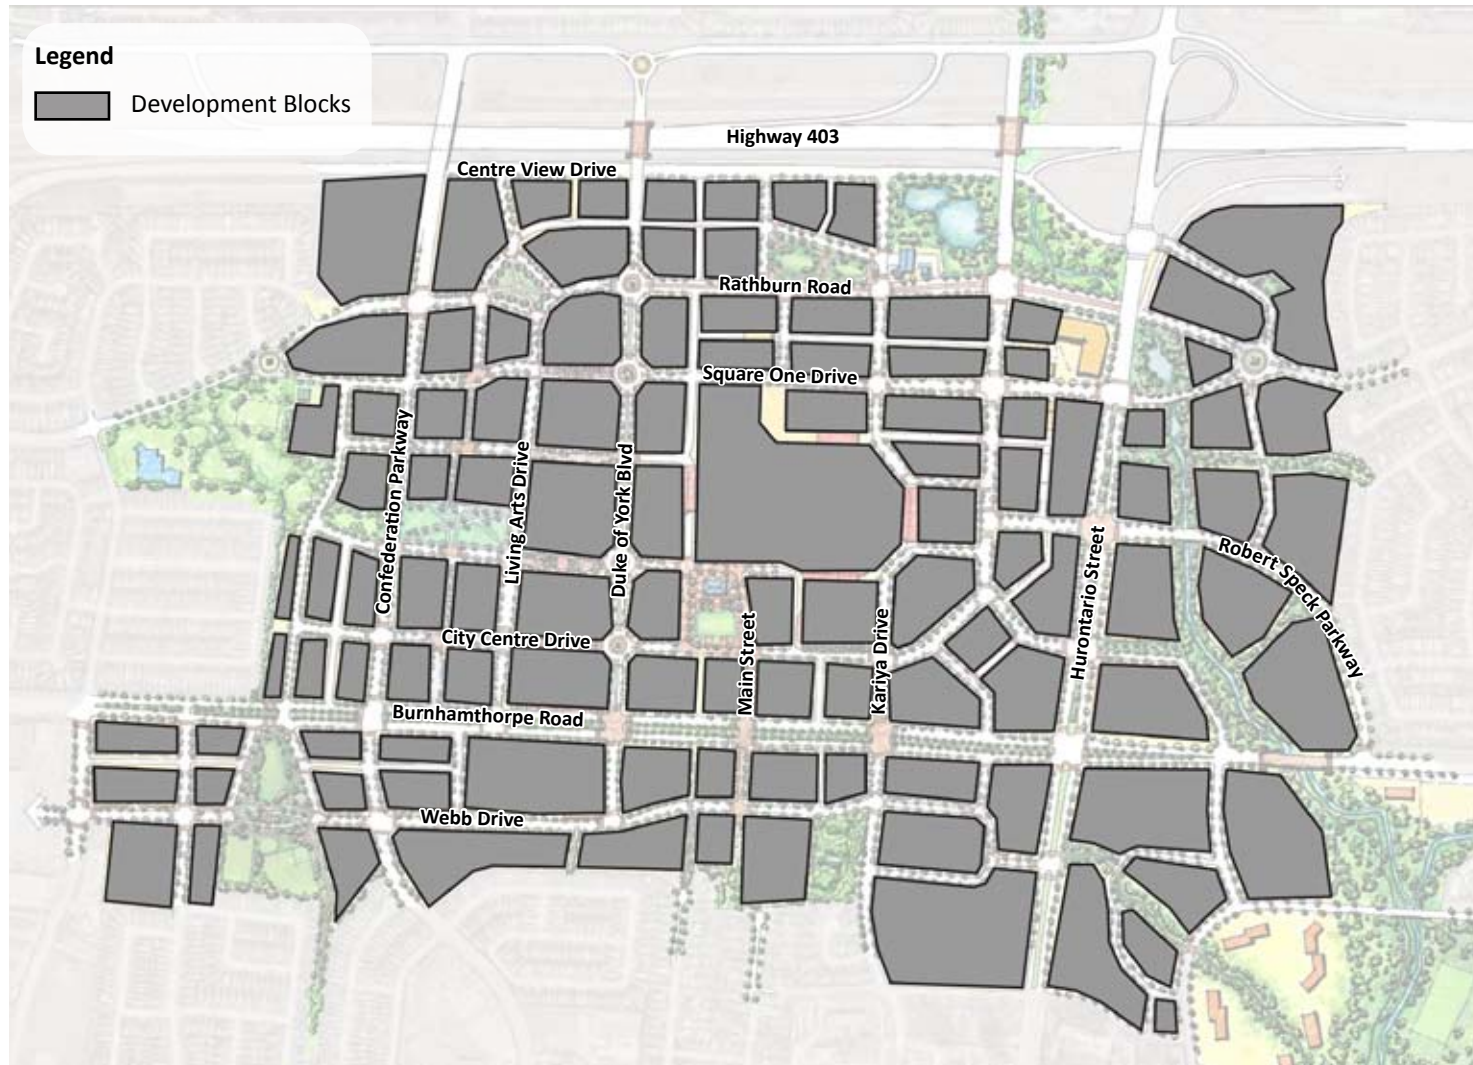 Legend
Development Blocks
Highway 403
Centre View Drive
Rathburn Road
Square One Drive
Confederation Parkway
Living Arts Drive
Duke of York Blvd
Robert Speck Parkway
Hurontario Street
City Centre Drive
Main Street
Kariya Drive
Burnhamthorpe Road
Webb Drive